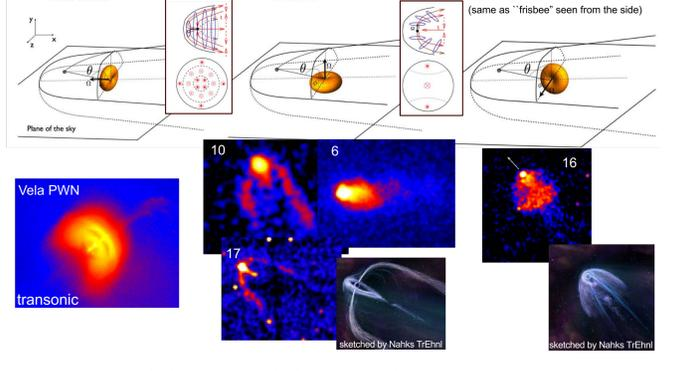 (same as ``frisbee" seen from the side)
y
x
z
θ
Ω
θ
Ω
θ
Plane of the sky
10
6
16
Vela PWN
17
transonic
sketched by Nahks TrEhnl
sketched by Nahks TrEhnl